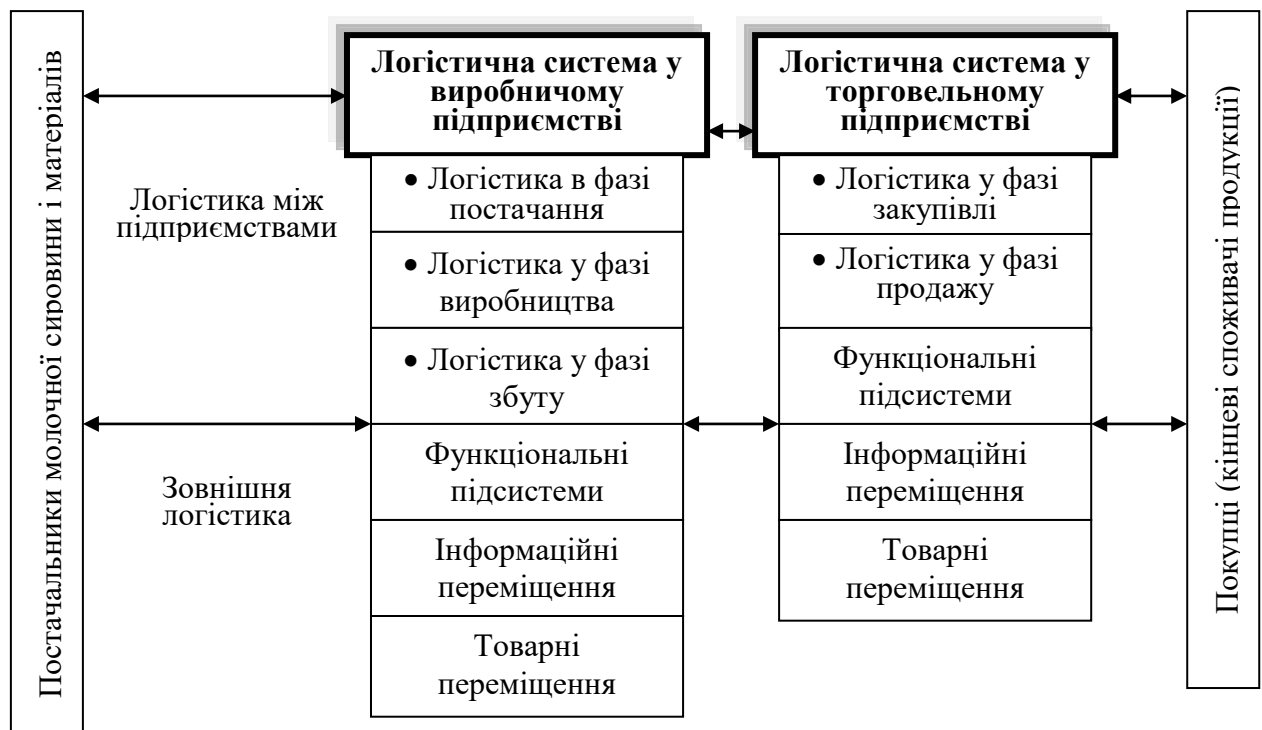 Постачальники молочної сировини і матеріалів
Логістика між
підприємствами
Зовнішня
логістика
Логістична система у
виробничому
підприємстві
• Логістика в фазі
постачання
• Логістика у фазі
виробництва
• Логістика у фазі
збуту
Функціональні
підсистеми
Інформаційні
переміщення
Товарні
переміщення
Логістична система у
торговельному
підприємстві
• Логістика у фазі
закупівлі
• Логістика у фазі
продажу
Функціональні
підсистеми
Інформаційні
переміщення
Товарні
переміщення
Покупці (кінцеві споживачі продукції)